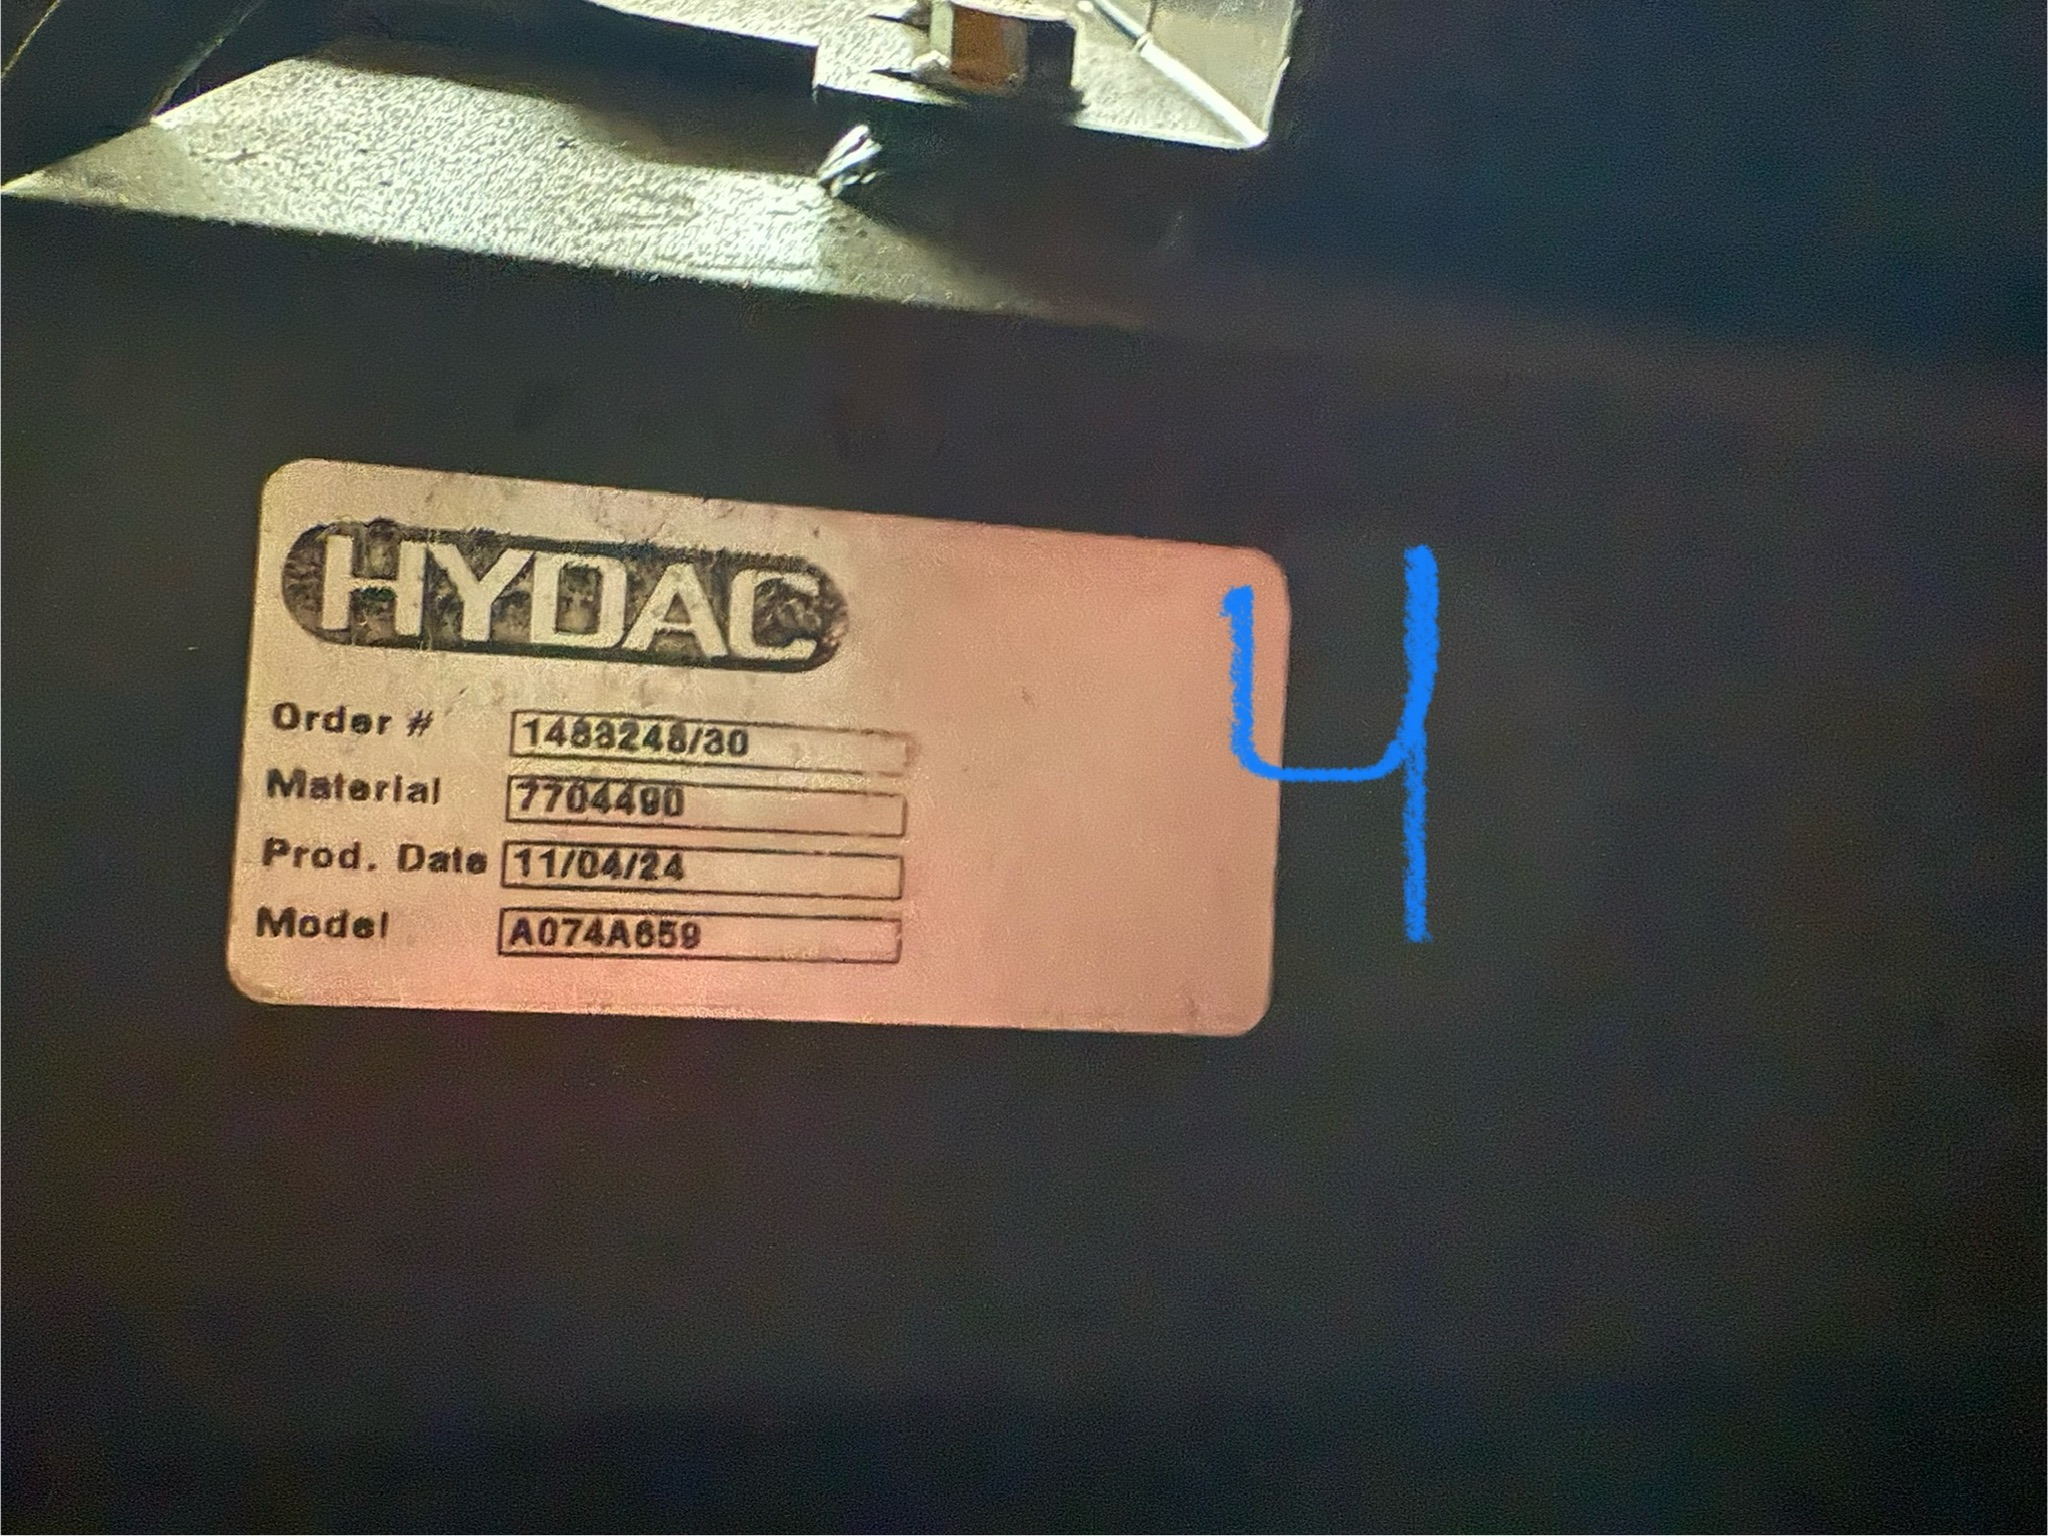 HYDAC
Order # 1483248/30
Material 7704490
Prod. Date 11/04/24
Model A074A659
4